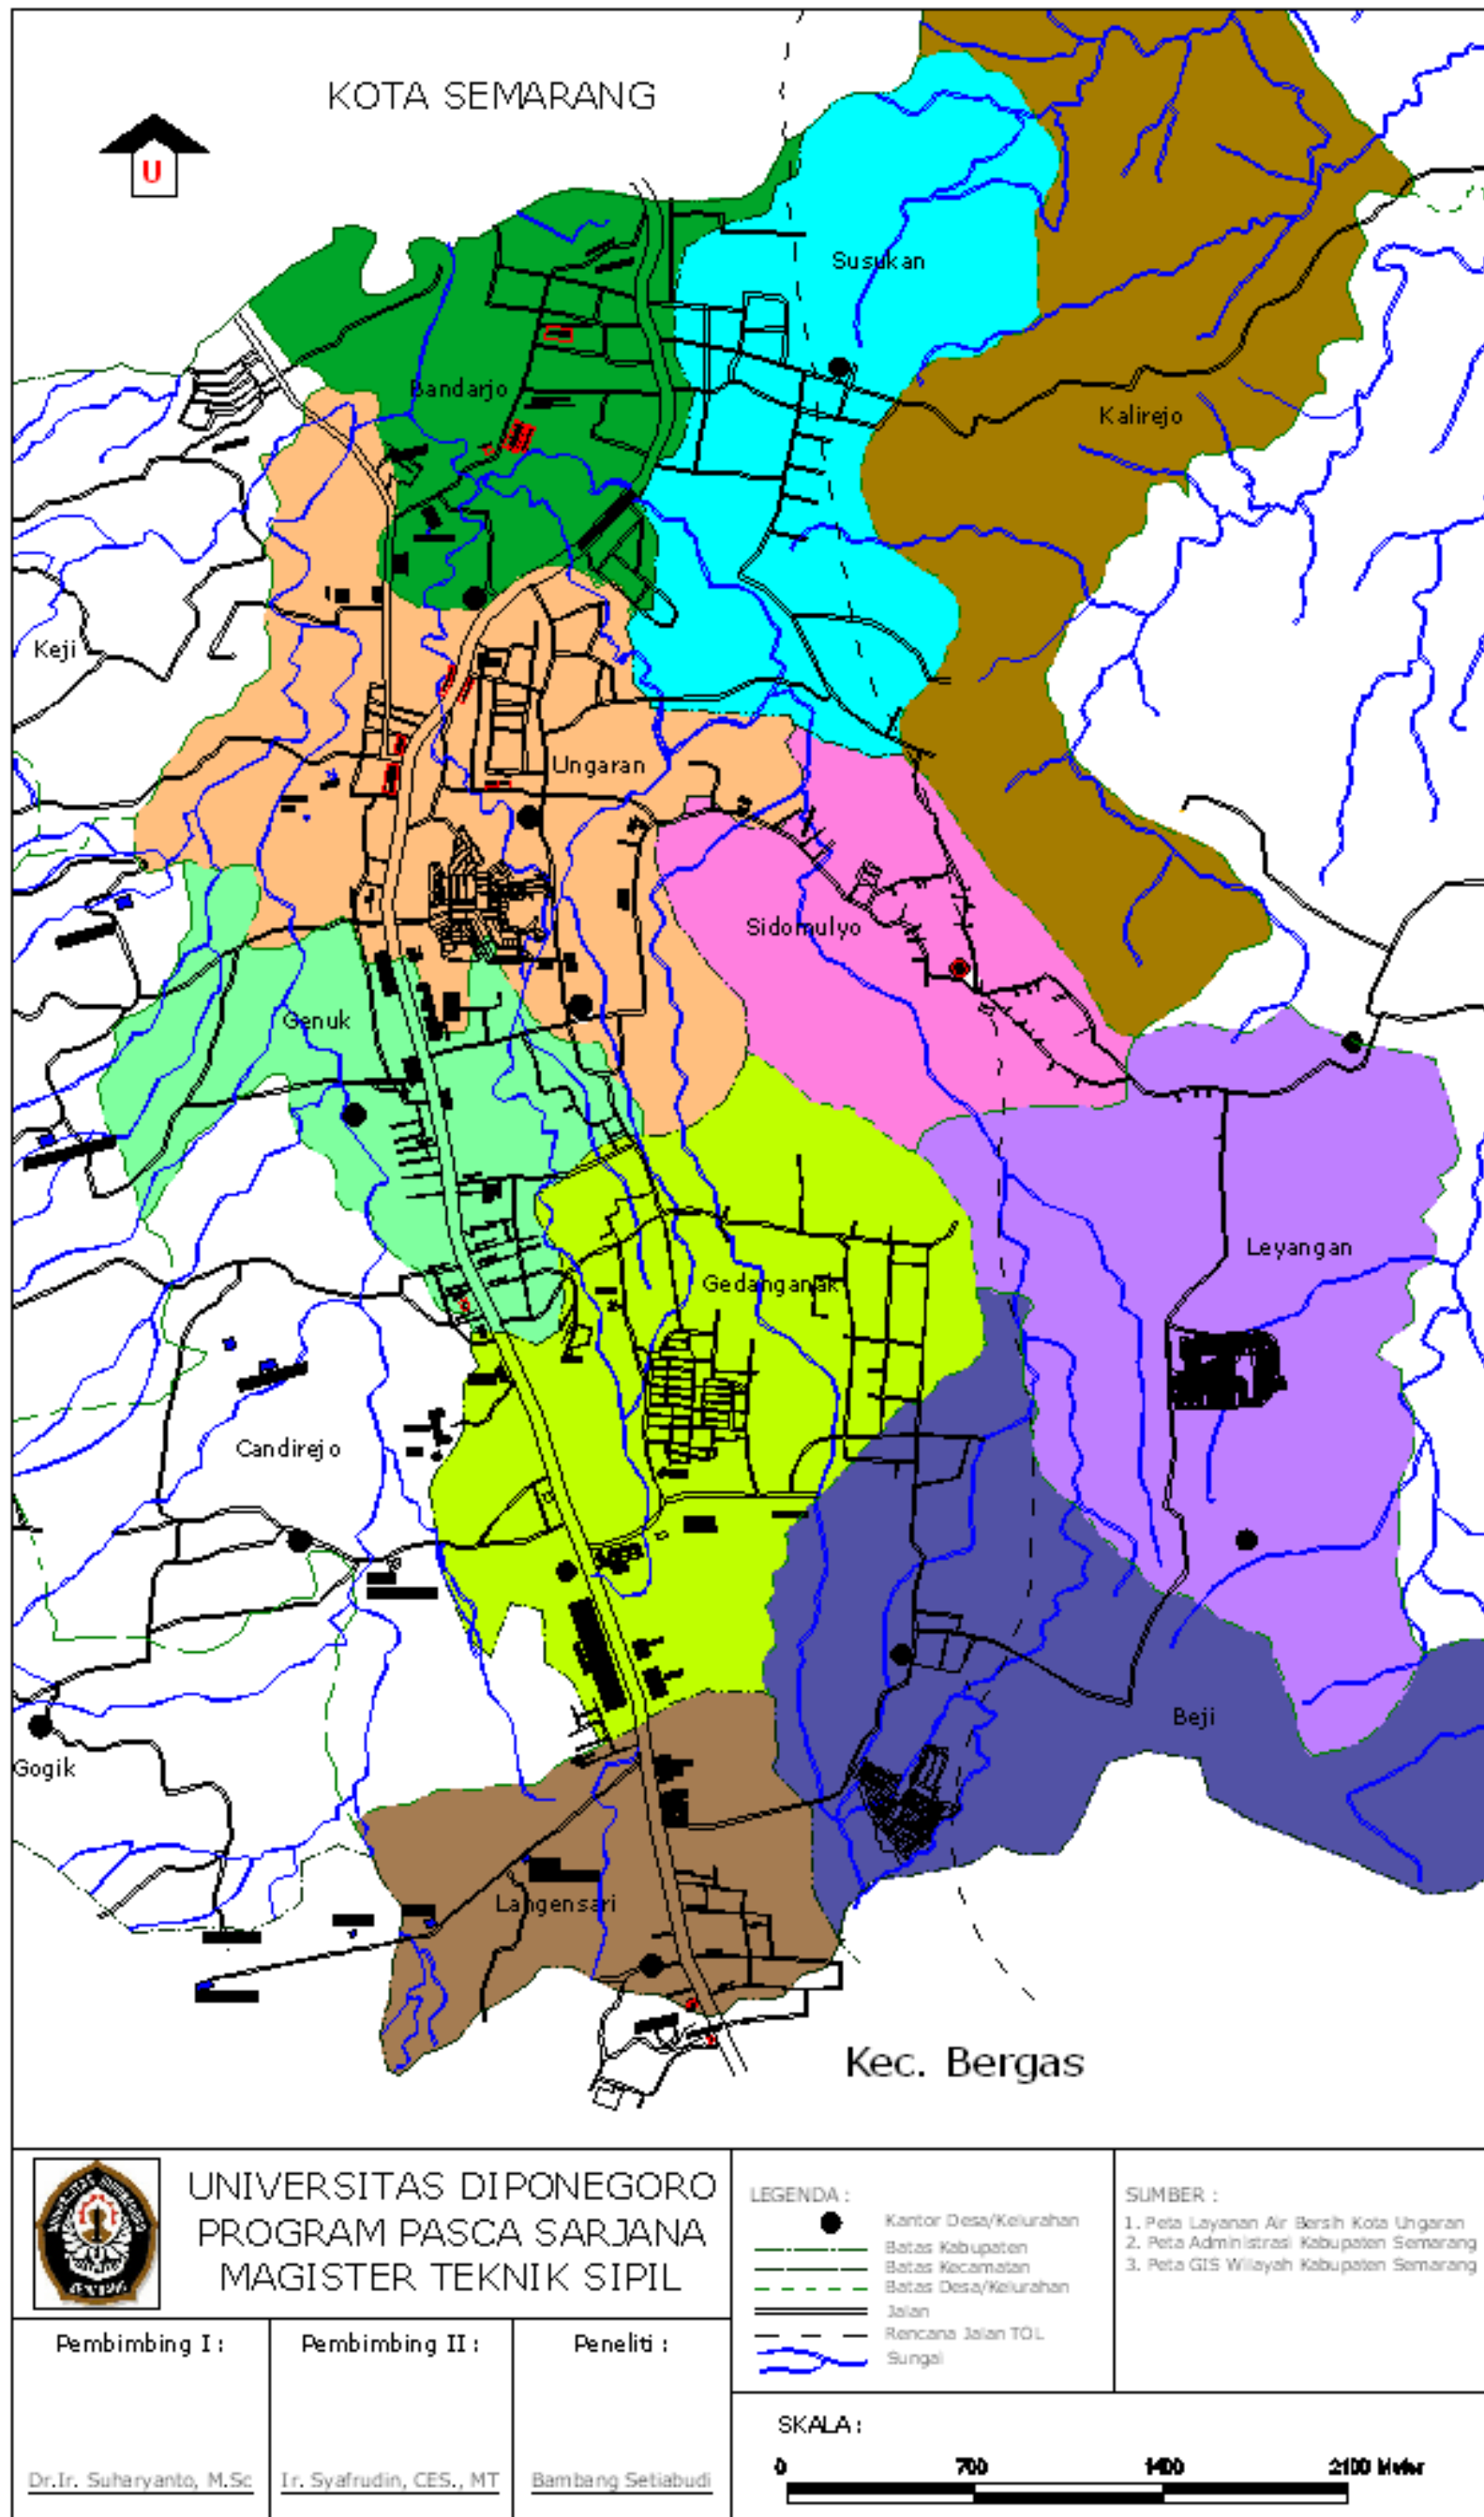 KOTA SEMARANG
U
Susukan
Bandarjo
Kalirejo
Keji
Ungaran
Sidomulyo
Genuk
Leyangan
Gedanganak
Candirejo
Beji
Gogik
Langensari
Kec. Bergas
UNIVERSITAS DIPONEGORO
PROGRAM PASCA SARJANA
MAGISTER TEKNIK SIPIL
Pembimbing I :
Pembimbing II :
Peneliti :
Dr.Ir. Suharyanto, M.Sc
Ir. Syafrudin, CES., MT
Bambang Setiabudi
LEGENDA :
Kantor Desa/Kelurahan
Batas Kabupaten
Batas Kecamatan
Batas Desa/Kelurahan
Jalan
Rencana Jalan TOL
Sungai
SUMBER :
1. Peta Layanan Air Bersih Kota Ungaran
2. Peta Administrasi Kabupaten Semarang
3. Peta GIS Wilayah Kabupaten Semarang
SKALA :
0 700 1400 2100 Meter